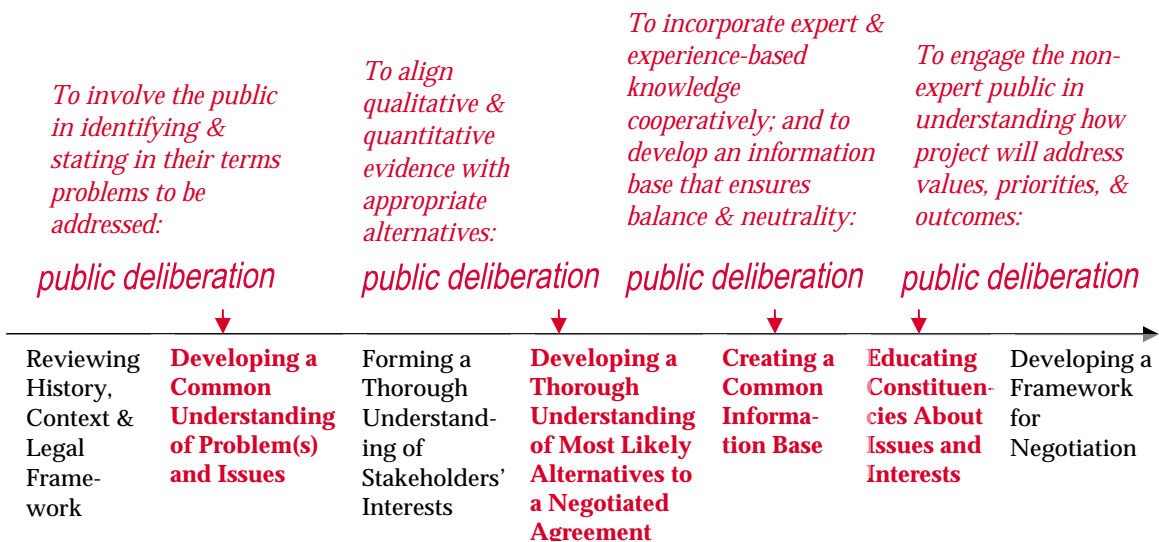 To involve the public
in identifying &
stating in their terms
problems to be
addressed:
To align
qualitative &
quantitative
evidence with
appropriate
alternatives:
To incorporate expert &
experience-based
knowledge
cooperatively; and to
develop an information
base that ensures
balance & neutrality:
To engage the non-
expert public in
understanding how
project will address
values, priorities, &
outcomes:
public deliberation
public deliberation
public deliberation
public deliberation
Reviewing
History,
Context &
Legal
Frame-
work
Developing a
Common
Understanding
of Problem(s)
and Issues
Forming a
Thorough
Understand-
ing of
Stakeholders’
Interests
Developing a
Thorough
Understanding
of Most Likely
Alternatives to
a Negotiated
Agreement
Creating a
Common
Informa-
tion Base
Educating
Constituen-
cies About
Issues and
Interests
Developing a
Framework
for
Negotiation